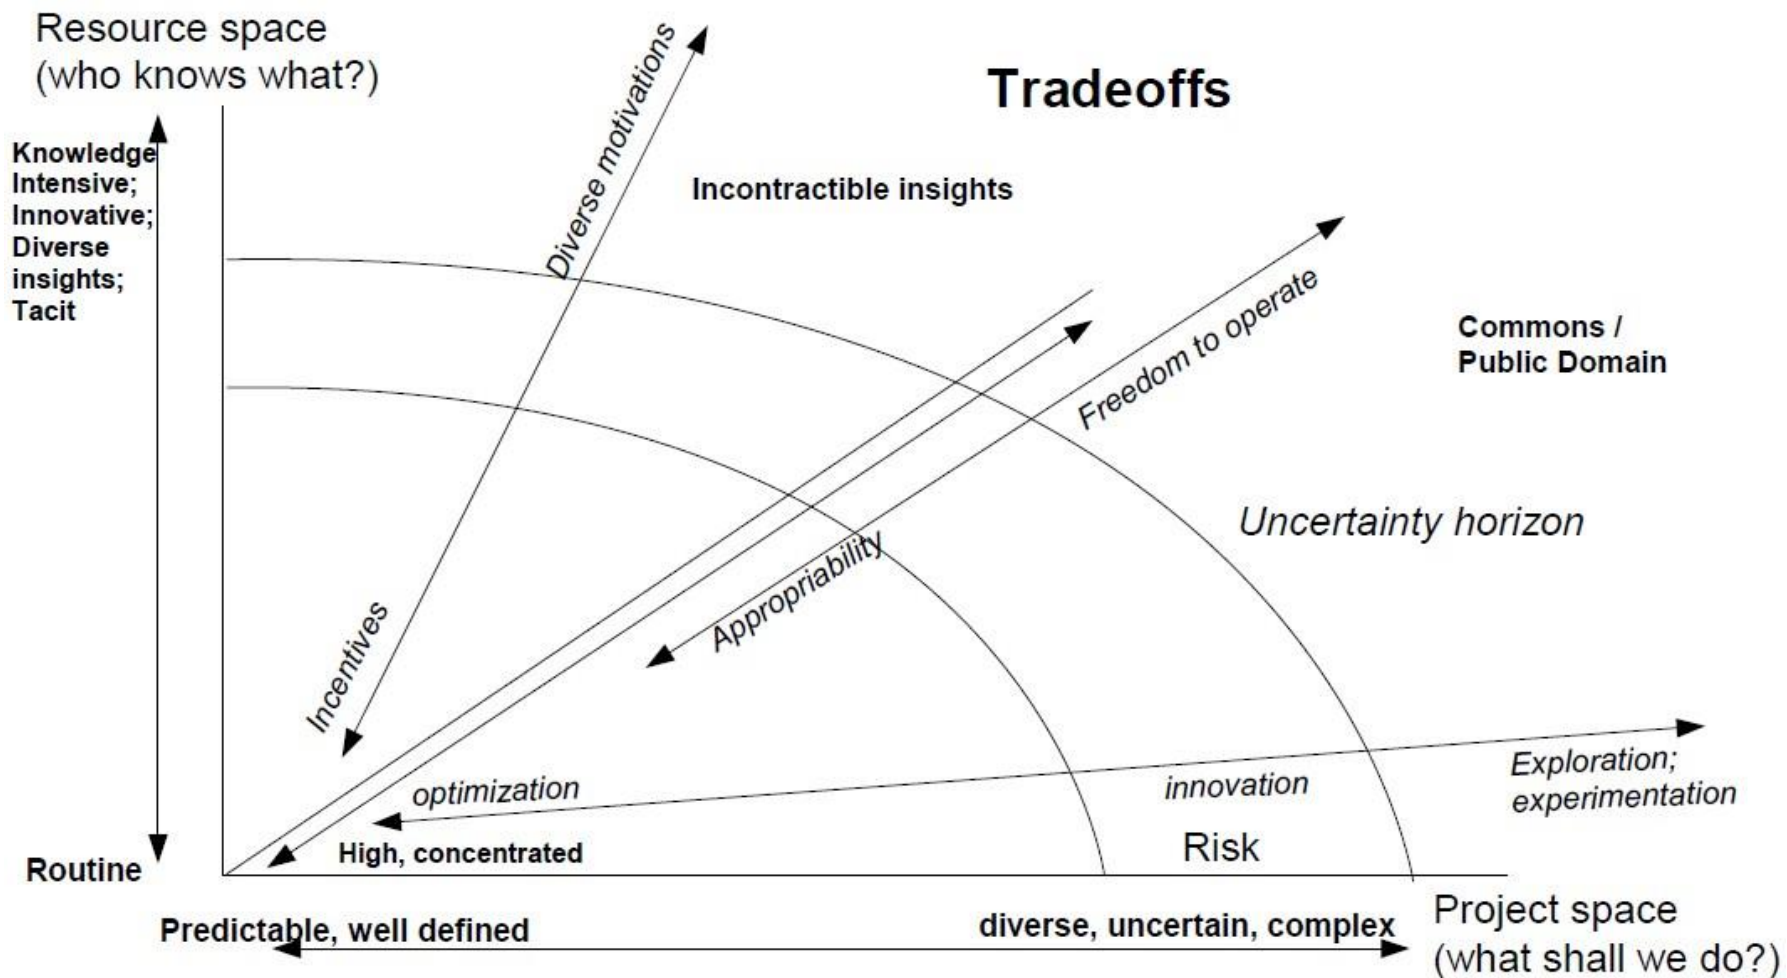 Resource space
(who knows what?)
Tradeoffs
Knowledge
Intensive;
Innovative;
Diverse
insights;
Tacit
Diverse motivations
Incontractible insights
Freedom to operate
Commons /
Public Domain
Uncertainty horizon
Appropriability
Incentives
optimization
innovation
Exploration;
experimentation
High, concentrated
Risk
Routine
Predictable, well defined
diverse, uncertain, complex
Project space
(what shall we do?)